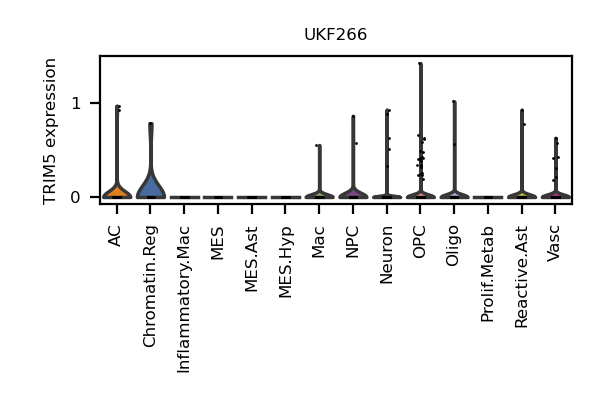 UKF266
TRIM5 expression
1
0
AC
Chromatin.Reg
Inflammatory.Mac
MES
MES.Ast
MES.Hyp
Mac
NPC
Neuron
OPC
Oligo
Prolif.Metab
Reactive.Ast
Vasc